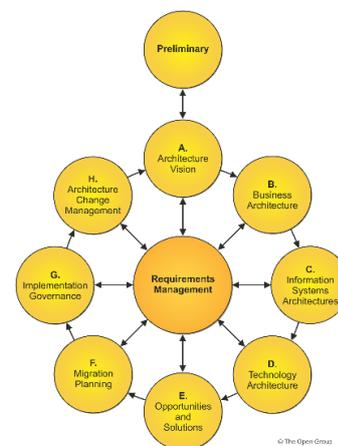 Preliminary
A.
Architecture
Vision
B.
Business
Architecture
C.
Information
Systems
Architectures
D.
Technology
Architecture
E.
Opportunities
and
Solutions
F.
Migration
Planning
G.
Implementation
Governance
H.
Architecture
Change
Management
Requirements
Management
© The Open Group